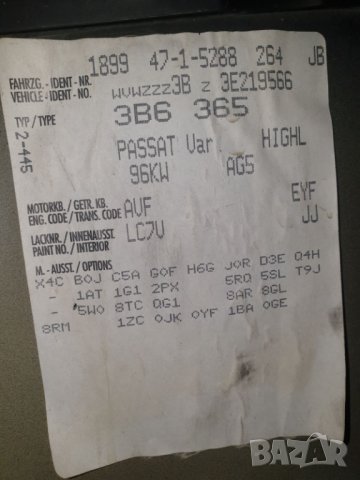 1899 47-1-5288 264 JB
FAHRZG.-IDENT-NR.
VEHICLE-IDENT-NO. WVWZZZ3B Z 3E219566
TYP/TYPE 3B6 365
2-445
PASSAT Var. HIGHL
96KW AG5
MOTORKB./GETR.KB.
ENG.CODE/TRANS.CODE AVF EYF
LACKNR./INNENAUSST.
PAINT NO./INTERIOR LC7V JJ
M.-AUSST./OPTIONS
X4C B0J C5A G0F H6G J0R D3E Q4H
- 1AT 1G1 2PX 5RQ 5SL T9J
- 5W0 8TC QG1 8AR 8GL
8RM 1ZC 0JK 0YF 1BA 0GE
BAZAR